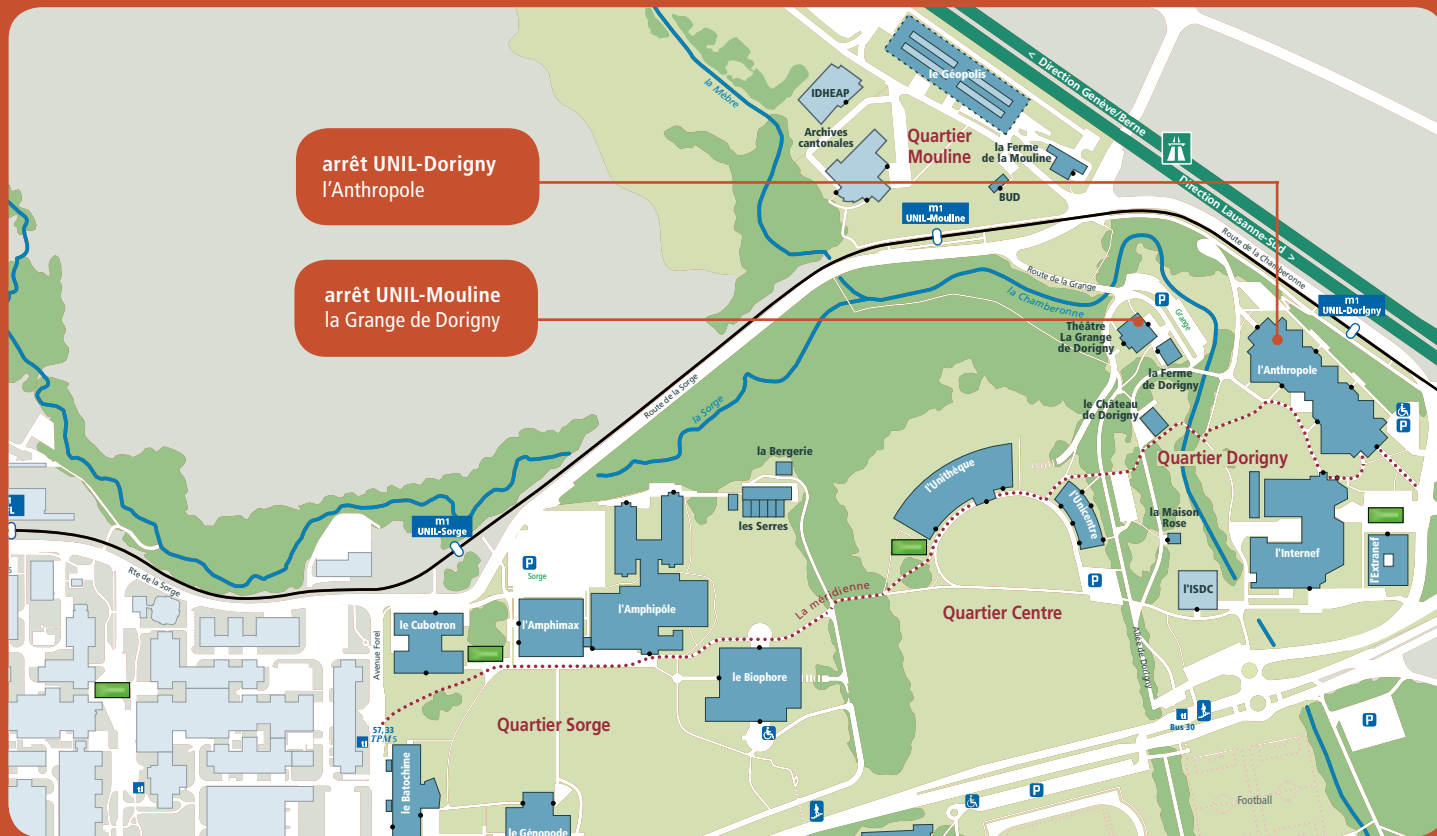 < Direction Genève/Berne
Direction Lausanne-Sud >
Route de la Chamberonne
la Mèbre
IDHEAP
Archives
cantonales
le Géopolis
Quartier
Mouline
la Ferme
de la Mouline
BUD
arrêt UNIL-Dorigny
l'Anthropole
m1
UNIL-Mouline
arrêt UNIL-Mouline
la Grange de Dorigny
Route de la Grange
la Chamberonne
P
Grange
m1
UNIL-Dorigny
Théâtre
La Grange
de Dorigny
l'Anthropole
la Ferme
de Dorigny
le Château
de Dorigny
P
Route de la Sorge
la Sorge
Quartier Dorigny
la Bergerie
l'Unithèque
l'Unicentre
les Serres
la Maison
Rose
l'Internef
l'Extranef
m1
UNIL-Sorge
P
Sorge
Rte de la Sorge
l'ISDC
P
La méridienne
Quartier Centre
le Cubotron
l'Amphimax
l'Amphipôle
Avenue Forel
le Biophore
Allée de Dorigny
Quartier Sorge
57, 33
TPM 5
tl
tl
Bus 30
P
le Batochime
tl
P
Football
le Génopode